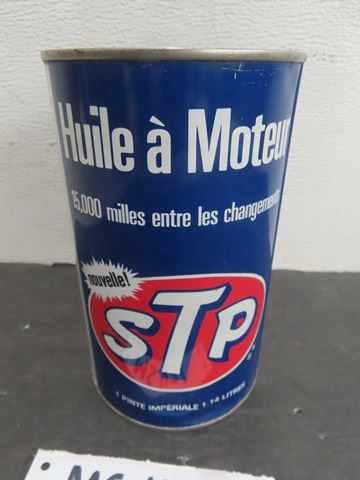 Huile à Moteur
15,000 milles entre les changements
nouvelle!
STP
1 PINTE IMPÉRIALE 1.14 LITRES